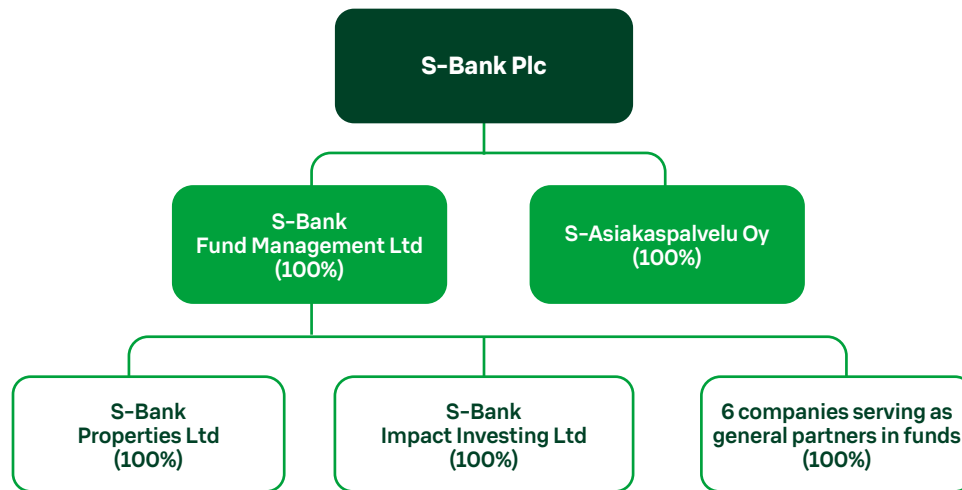 S-Bank Plc
S-Bank
Fund Management Ltd
(100%)
S-Asiakaspalvelu Oy
(100%)
S-Bank
Properties Ltd
(100%)
S-Bank
Impact Investing Ltd
(100%)
6 companies serving as
general partners in funds
(100%)